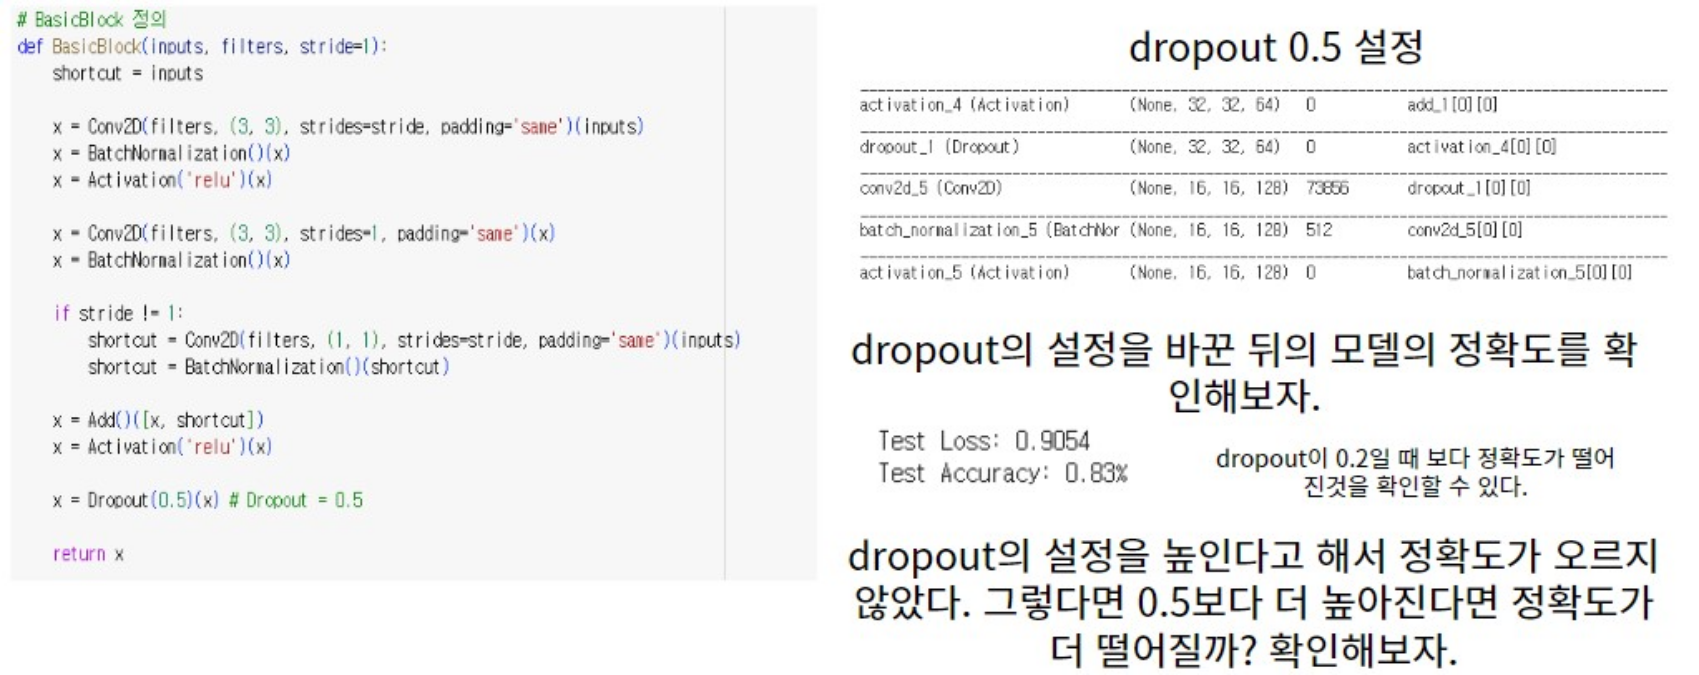 # BasicBlock 정의
def BasicBlock(inputs, filters, stride=1):
shortcut = inputs
x = Conv2D(filters, (3, 3), strides=stride, padding='same')(inputs)
x = BatchNormalization()(x)
x = Activation('relu')(x)
x = Conv2D(filters, (3, 3), strides=1, padding='same')(x)
x = BatchNormalization()(x)
if stride != 1:
shortcut = Conv2D(filters, (1, 1), strides=stride, padding='same')(inputs)
shortcut = BatchNormalization()(shortcut)
x = Add()([x, shortcut])
x = Activation('relu')(x)
x = Dropout(0.5)(x) # Dropout = 0.5
return x
dropout 0.5 설정
activation_4 (Activation) (None, 32, 32, 64) 0 add_1[0][0]
dropout_1 (Dropout) (None, 32, 32, 64) 0 activation_4[0][0]
conv2d_5 (Conv2D) (None, 16, 16, 128) 73856 dropout_1[0][0]
batch_normalization_5 (BatchNor (None, 16, 16, 128) 512 conv2d_5[0][0]
activation_5 (Activation) (None, 16, 16, 128) 0 batch_normalization_5[0][0]
dropout의 설정을 바꾼 뒤의 모델의 정확도를 확
인해보자.
Test Loss: 0.9054
Test Accuracy: 0.83%
dropout이 0.2일 때 보다 정확도가 떨어
진것을 확인할 수 있다.
dropout의 설정을 높인다고 해서 정확도가 오르지
않았다. 그렇다면 0.5보다 더 높아진다면 정확도가
더 떨어질까? 확인해보자.